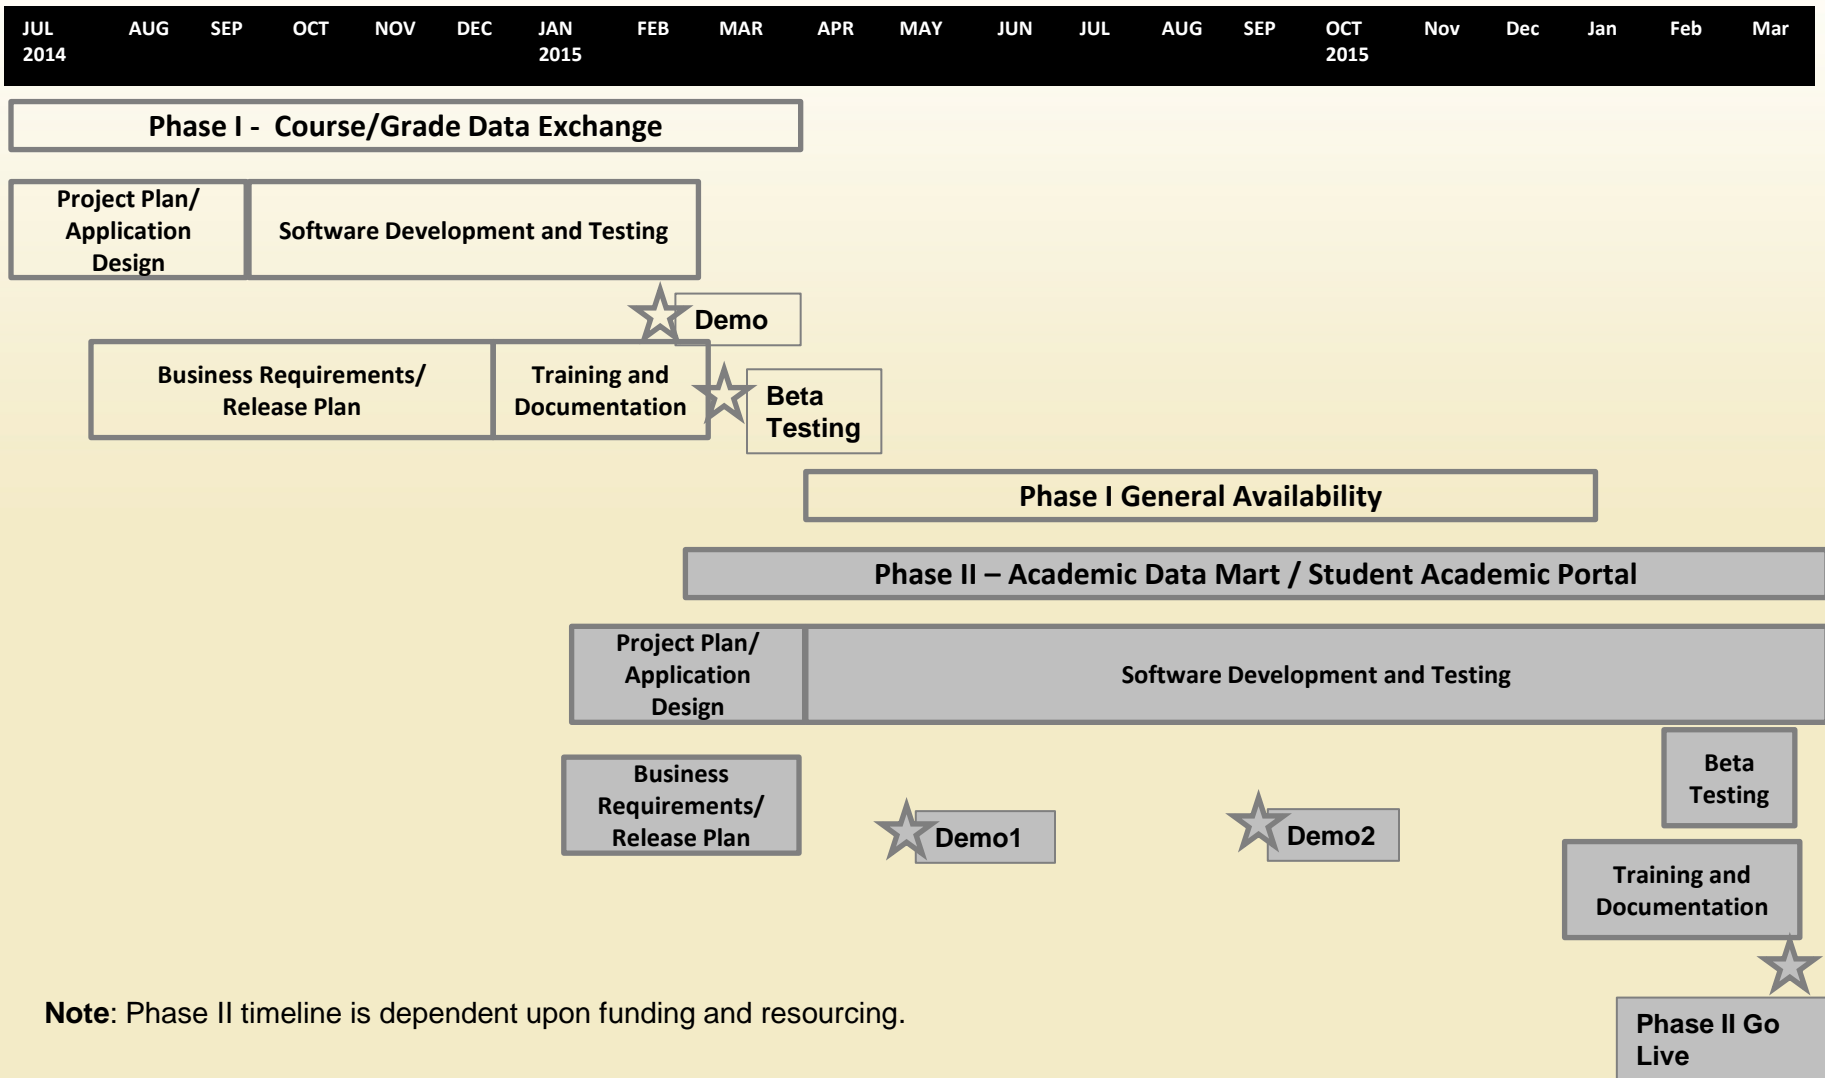 JUL AUG SEP OCT NOV DEC JAN FEB MAR APR MAY JUN JUL AUG SEP OCT Nov Dec Jan Feb Mar
2014 2015 2015
Phase I - Course/Grade Data Exchange
Project Plan/
Application
Design
Software Development and Testing
Demo
Business Requirements/
Release Plan
Training and
Documentation
Beta
Testing
Phase I General Availability
Phase II – Academic Data Mart / Student Academic Portal
Project Plan/
Application
Design
Software Development and Testing
Business
Requirements/
Release Plan
Demo1
Demo2
Beta
Testing
Training and
Documentation
Note: Phase II timeline is dependent upon funding and resourcing.
Phase II Go
Live